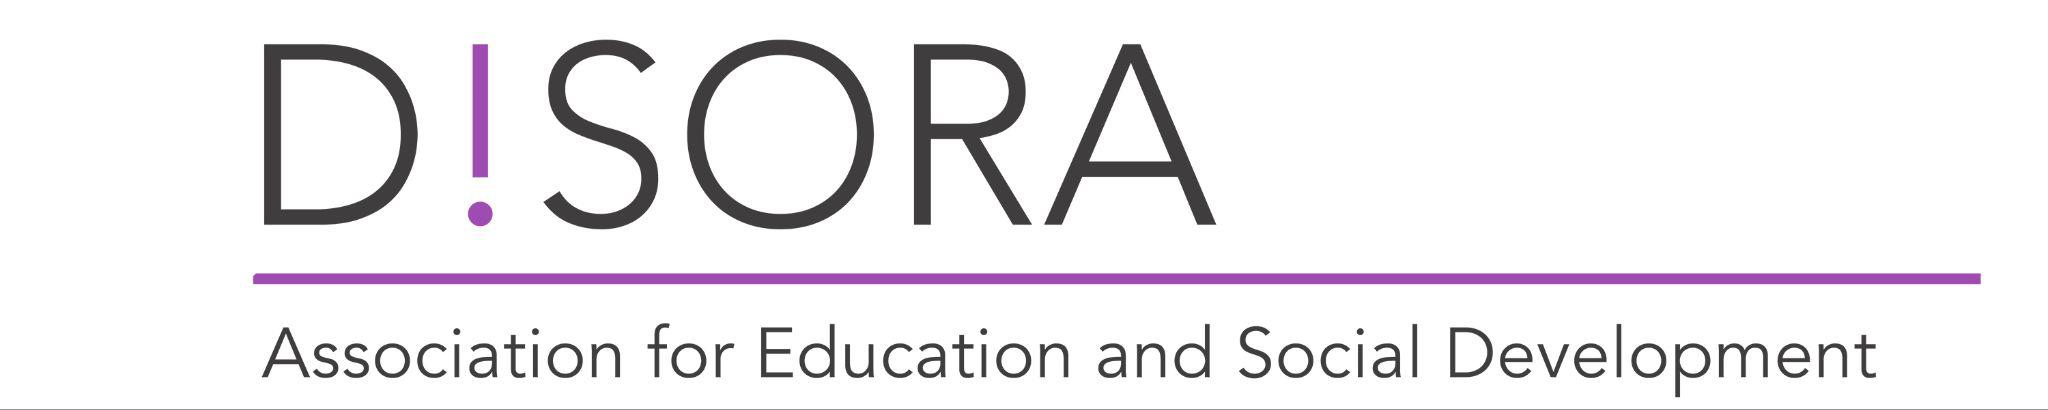 D!SORA
Association for Education and Social Development